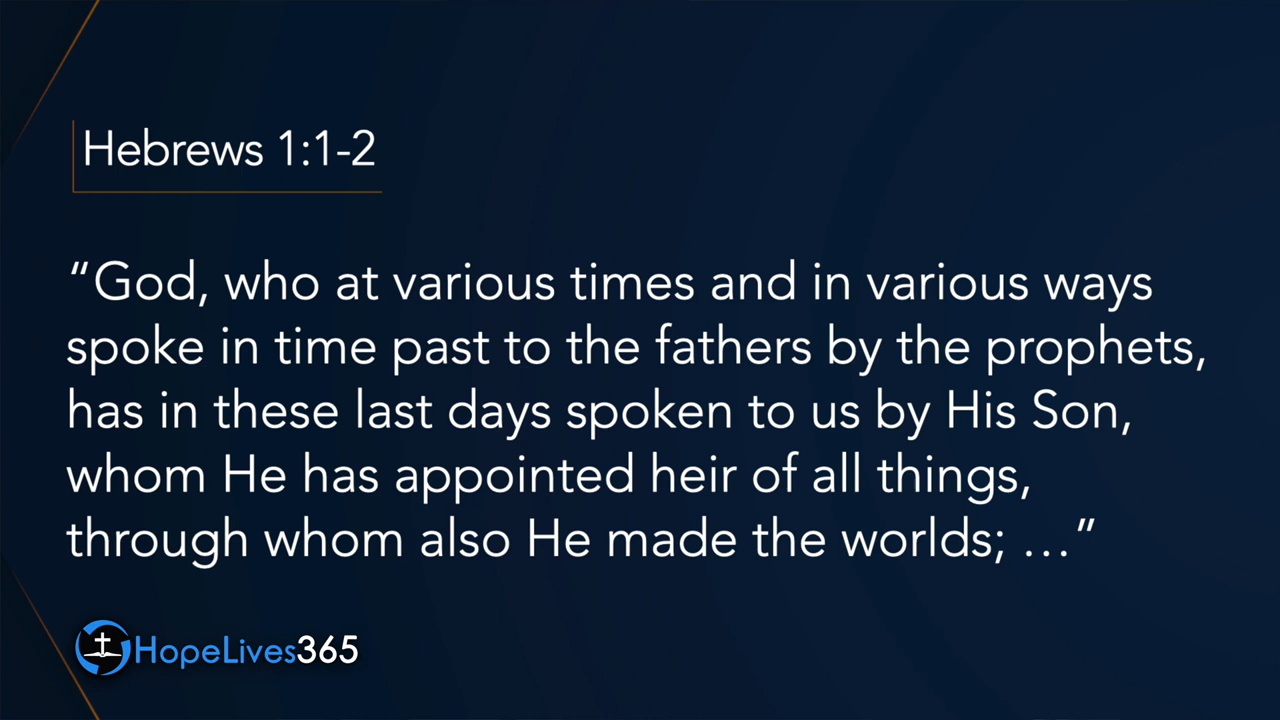 Hebrews 1:1-2
“God, who at various times and in various ways
spoke in time past to the fathers by the prophets,
has in these last days spoken to us by His Son,
whom He has appointed heir of all things,
through whom also He made the worlds; …”
HopeLives365